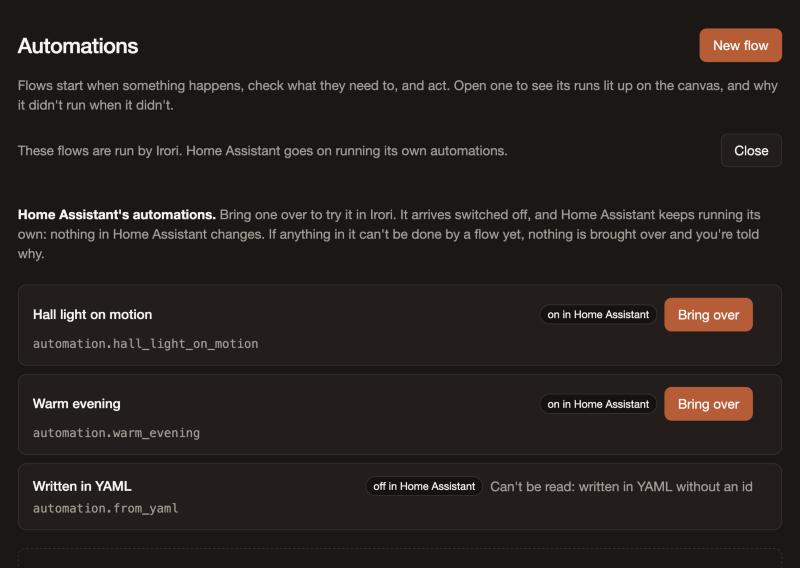 Automations
New flow
Flows start when something happens, check what they need to, and act. Open one to see its runs lit up on the canvas, and why
it didn't run when it didn't.
These flows are run by Irori. Home Assistant goes on running its own automations.
Close
Home Assistant's automations. Bring one over to try it in Irori. It arrives switched off, and Home Assistant keeps running its
own: nothing in Home Assistant changes. If anything in it can't be done by a flow yet, nothing is brought over and you're told
why.
Hall light on motion
on in Home Assistant
Bring over
automation.hall_light_on_motion
Warm evening
on in Home Assistant
Bring over
automation.warm_evening
Written in YAML
off in Home Assistant
Can't be read: written in YAML without an id
automation.from_yaml